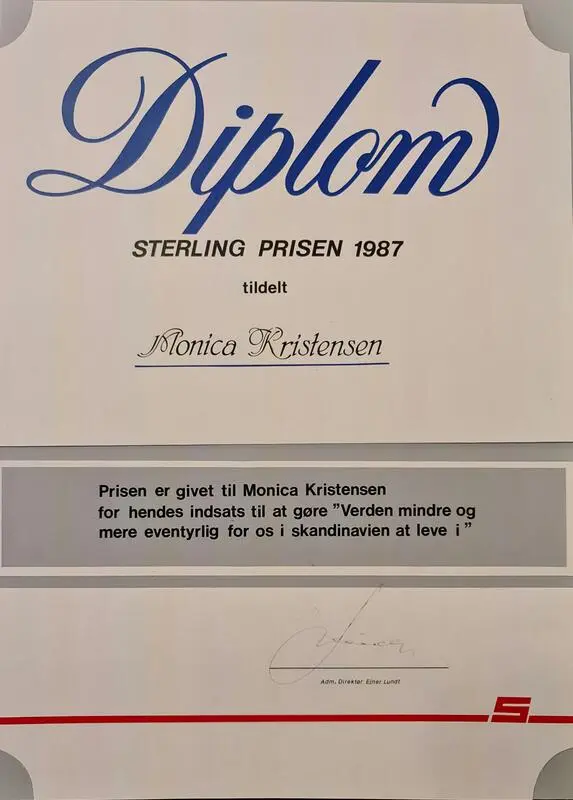 Diplom
STERLING PRISEN 1987
tildelt
Monica Kristensen
Prisen er givet til Monica Kristensen
for hendes indsats til at gøre "Verden mindre og
mere eventyrlig for os i skandinavien at leve i"
Adm. Direktør Ejner Lundt
S